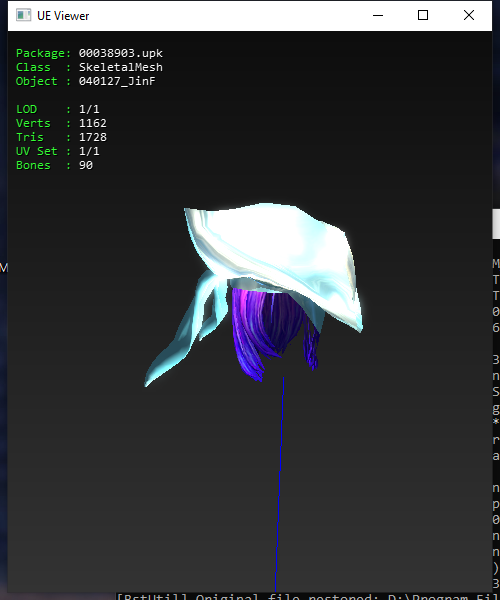 UE Viewer
Package: 00038903.upk
Class : SkeletalMesh
Object : 040127_JinF
LOD : 1/1
Verts : 1162
Tris : 1728
UV Set : 1/1
Bones : 90
[BstUtil] Original file restored: D:\Program Fil